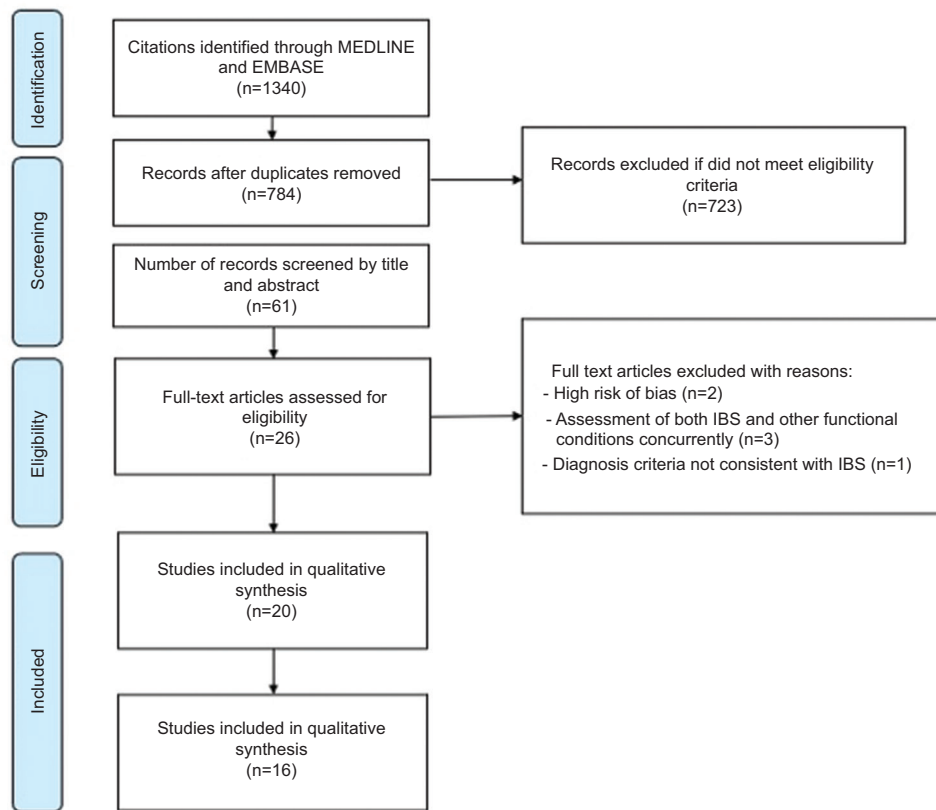 Identification
Citations identified through MEDLINE
and EMBASE
(n=1340)
Records after duplicates removed
(n=784)
Records excluded if did not meet eligibility
criteria
(n=723)
Screening
Number of records screened by title
and abstract
(n=61)
Eligibility
Full-text articles assessed for
eligibility
(n=26)
Full text articles excluded with reasons:
- High risk of bias (n=2)
- Assessment of both IBS and other functional
conditions concurrently (n=3)
- Diagnosis criteria not consistent with IBS (n=1)
Included
Studies included in qualitative
synthesis
(n=20)
Studies included in qualitative
synthesis
(n=16)